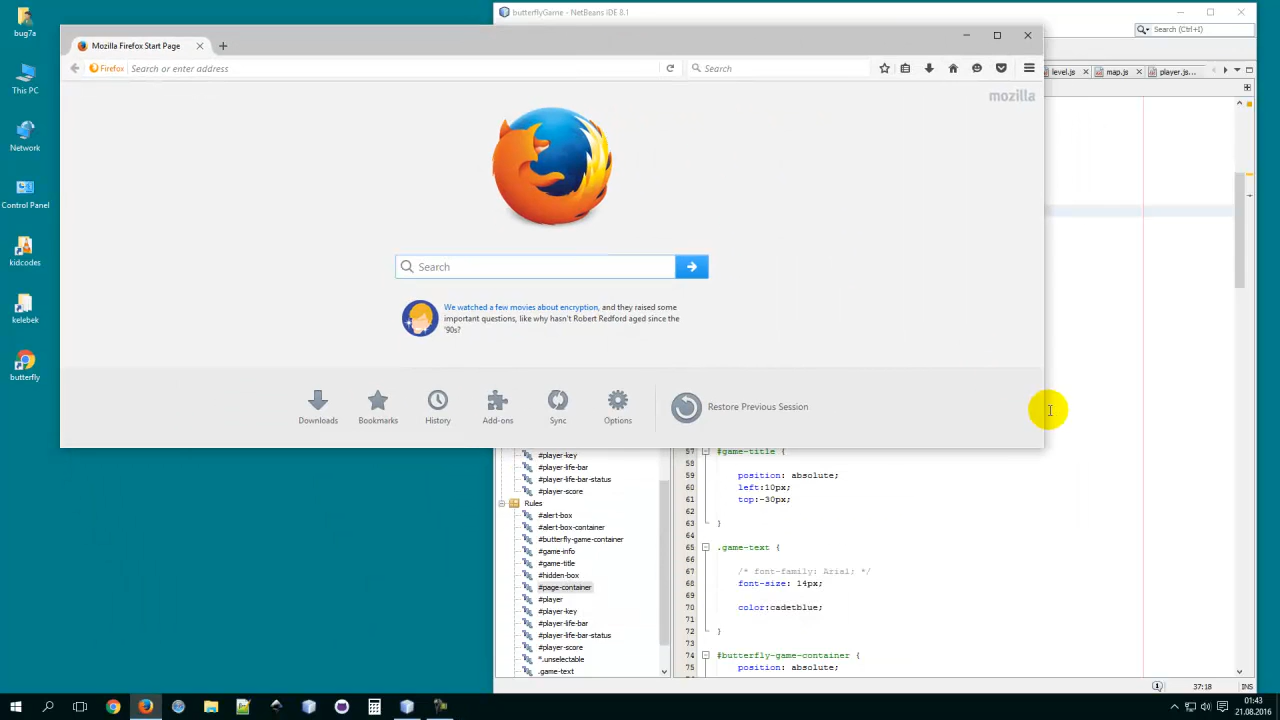 bug7a
This PC
Network
Control Panel
kidcodes
kelebek
butterfly
butterflyGame - NetBeans IDE 8.1
Search (Ctrl+I)
level.js
map.js
player.js...
Mozilla Firefox Start Page
Firefox
Search or enter address
Search
mozilla
Search
We watched a few movies about encryption, and they raised some
important questions, like why hasn't Robert Redford aged since the
'90s?
Downloads
Bookmarks
History
Add-ons
Sync
Options
Restore Previous Session
#player-key
#player-life-bar
#player-life-bar-status
#player-score
Rules
#alert-box
#alert-box-container
#butterfly-game-container
#game-info
#game-title
#hidden-box
#page-container
#player
#player-key
#player-life-bar
#player-life-bar-status
#player-score
*.unselectable
.game-text
57 #game-title {
58
59 position: absolute;
60 left:10px;
61 top:-30px;
62
63 }
64
65 .game-text {
66
67 /* font-family: Arial; */
68 font-size: 14px;
69
70 color:cadetblue;
71
72 }
73
74 #butterfly-game-container {
75 position: absolute;
37:18
INS
01:43
21.08.2016